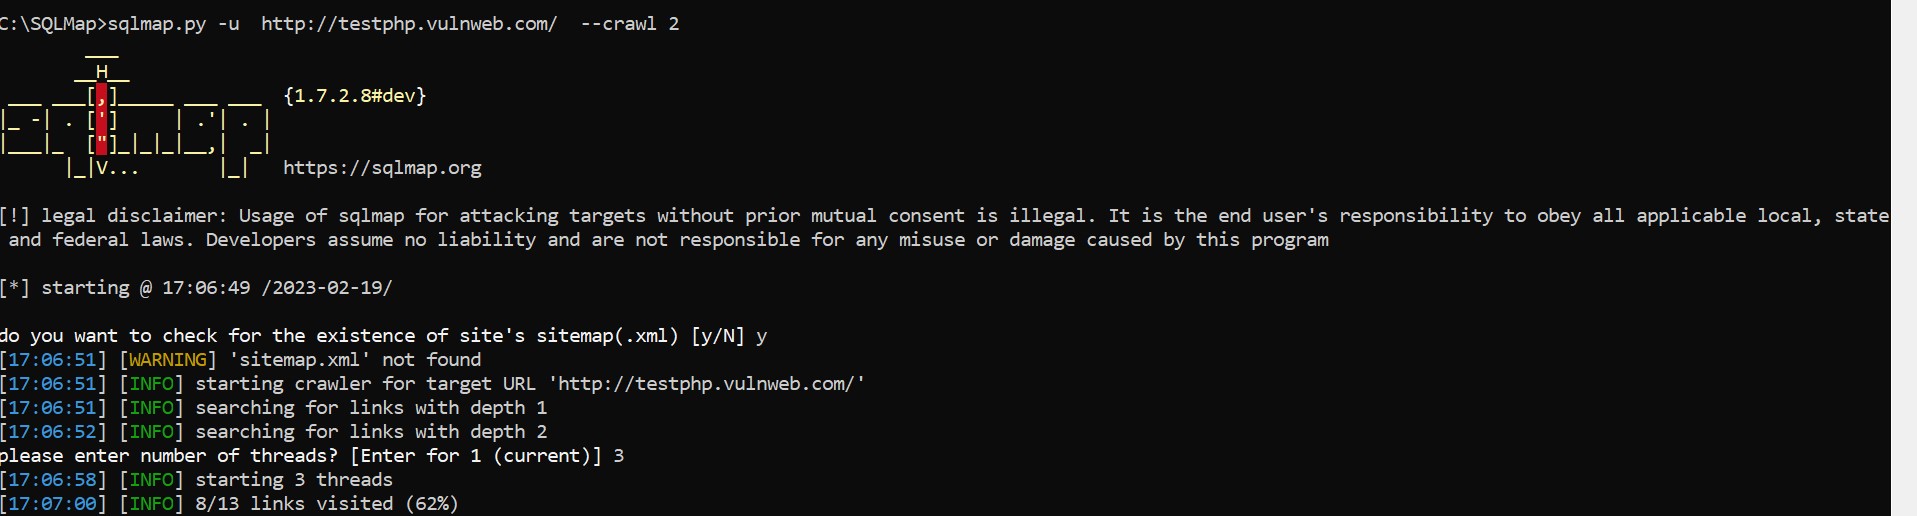 C:\SQLMap>sqlmap.py -u  http://testphp.vulnweb.com/  --crawl 2
        ___
       __H__
 ___ ___[,]_____ ___ ___  {1.7.2.8#dev}
|_ -| . [']     | .'| . |
|___|_  ["]_|_|_|__,|  _|
      |_|V...       |_|   https://sqlmap.org
[!] legal disclaimer: Usage of sqlmap for attacking targets without prior mutual consent is illegal. It is the end user's responsibility to obey all applicable local, state
 and federal laws. Developers assume no liability and are not responsible for any misuse or damage caused by this program
[*] starting @ 17:06:49 /2023-02-19/
do you want to check for the existence of site's sitemap(.xml) [y/N] y
[17:06:51] [WARNING] 'sitemap.xml' not found
[17:06:51] [INFO] starting crawler for target URL 'http://testphp.vulnweb.com/'
[17:06:51] [INFO] searching for links with depth 1
[17:06:52] [INFO] searching for links with depth 2
please enter number of threads? [Enter for 1 (current)] 3
[17:06:58] [INFO] starting 3 threads
[17:07:00] [INFO] 8/13 links visited (62%)